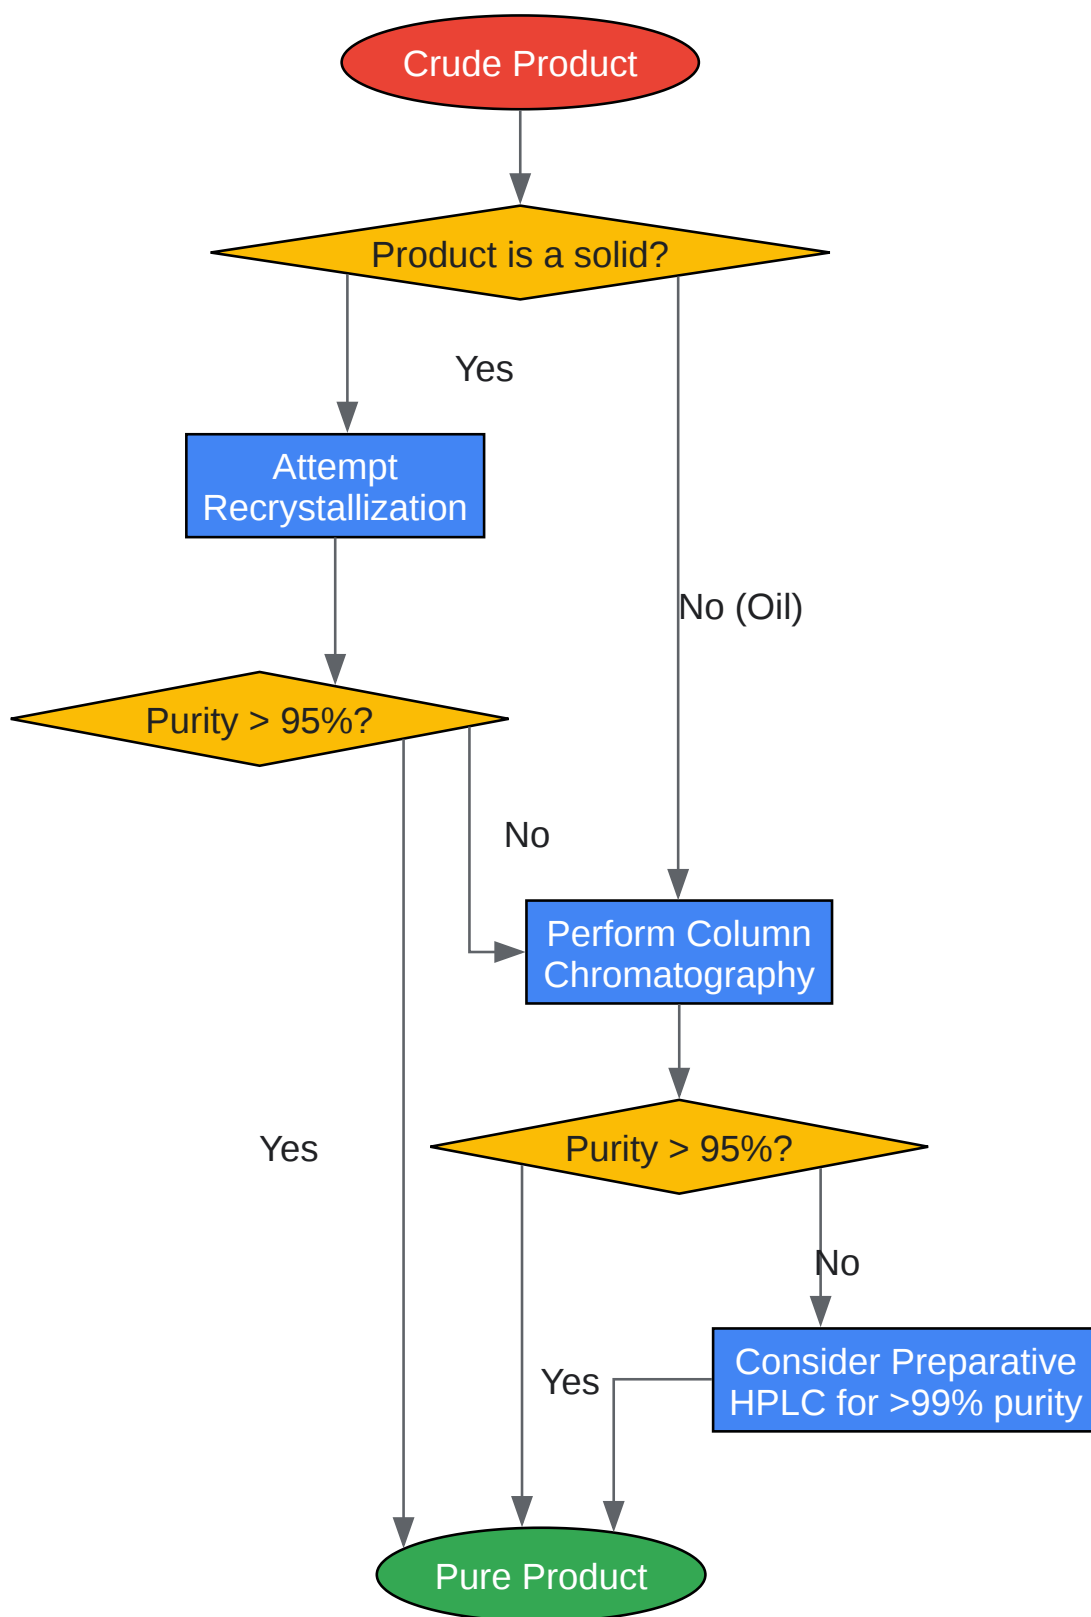 Crude Product
Product is a solid?
Yes
Attempt
Recrystallization
No (Oil)
Purity > 95%?
No
Perform Column
Chromatography
Yes
Purity > 95%?
No
Consider Preparative
HPLC for >99% purity
Yes
Pure Product